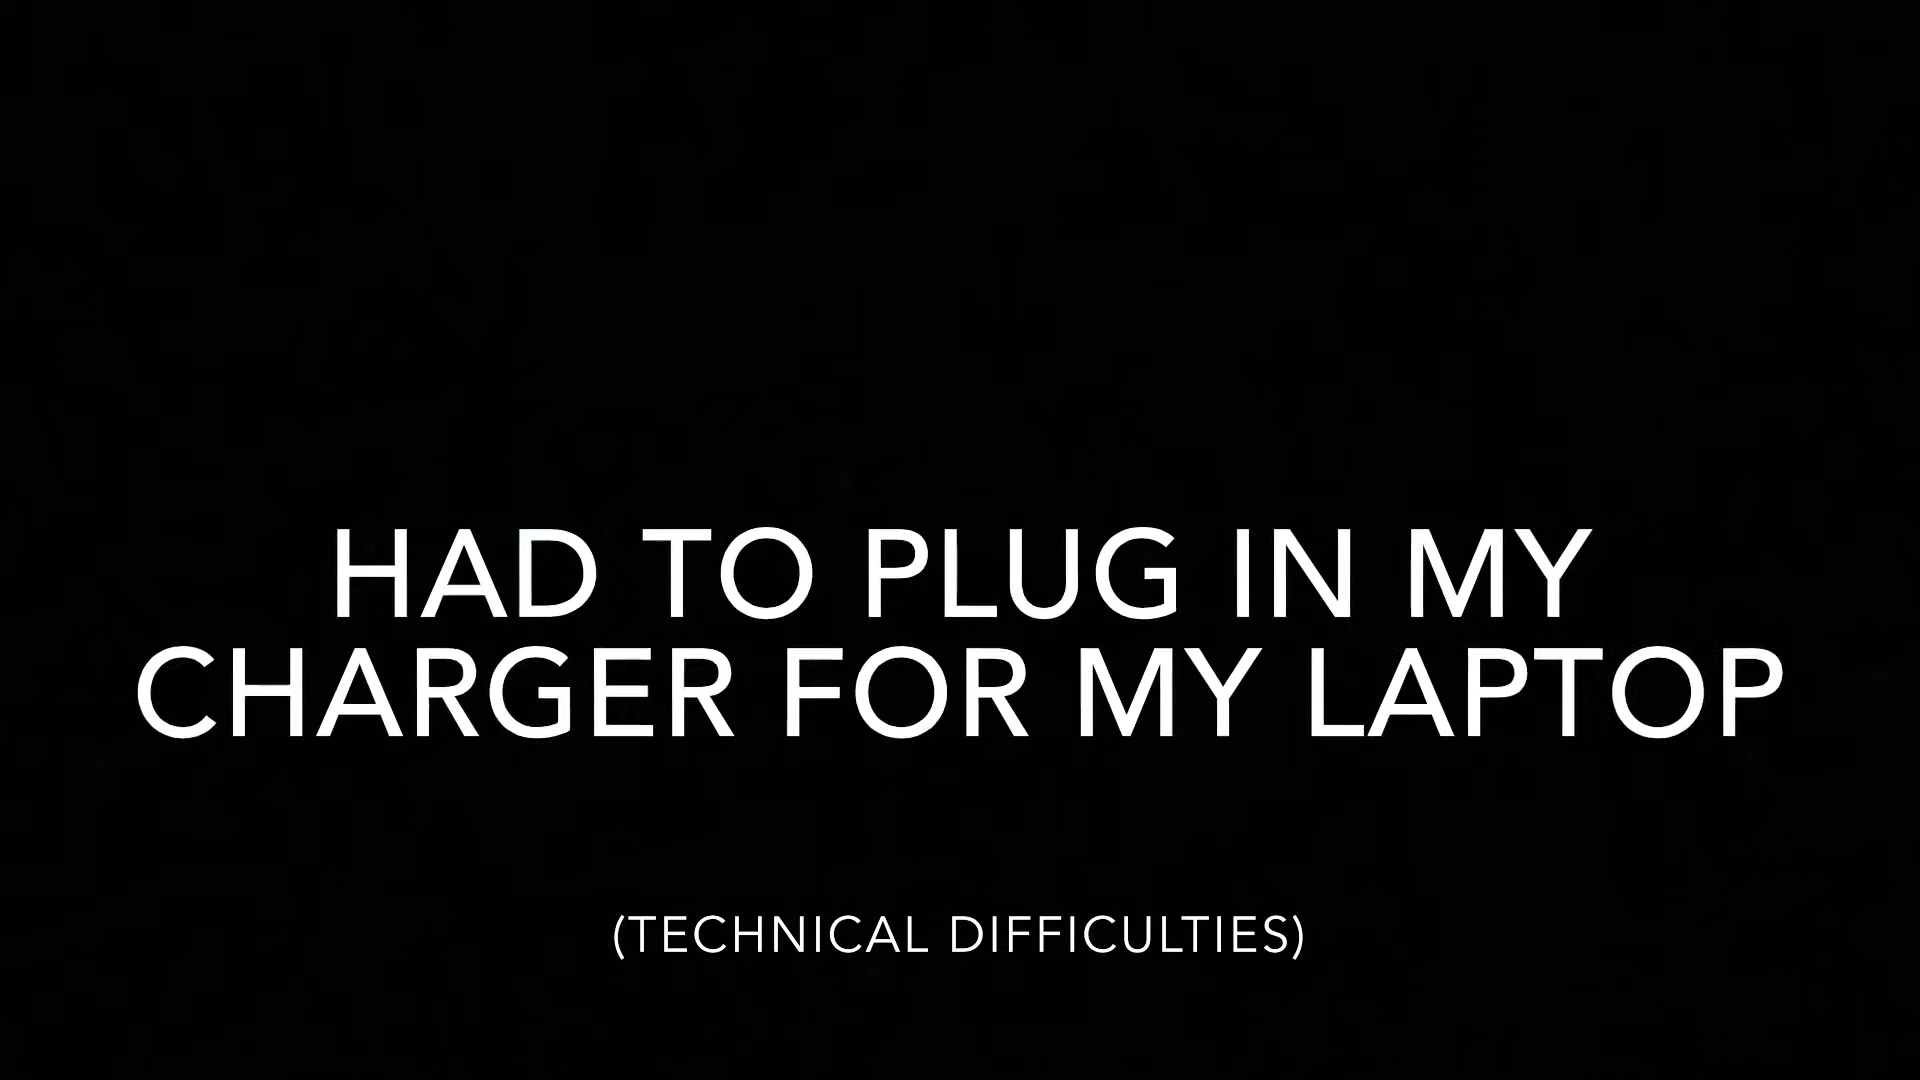 HAD TO PLUG IN MY
CHARGER FOR MY LAPTOP
(TECHNICAL DIFFICULTIES)